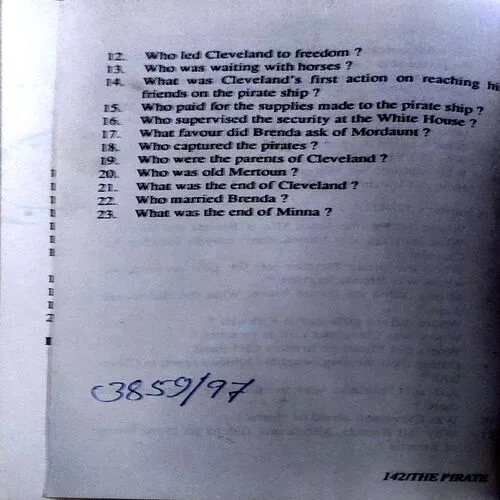 12. Who led Cleveland to freedom ?
13. Who was waiting with horses ?
14. What was Cleveland's first action on reaching hi
friends on the pirate ship ?
15. Who paid for the supplies made to the pirate ship ?
16. Who supervised the security at the White House ?
17. What favour did Brenda ask of Mordaunt ?
18. Who captured the pirates ?
19. Who were the parents of Cleveland ?
20. Who was old Mertoun ?
21. What was the end of Cleveland ?
22. Who married Brenda ?
23. What was the end of Minna ?
3859/97
142/THE PIRATE